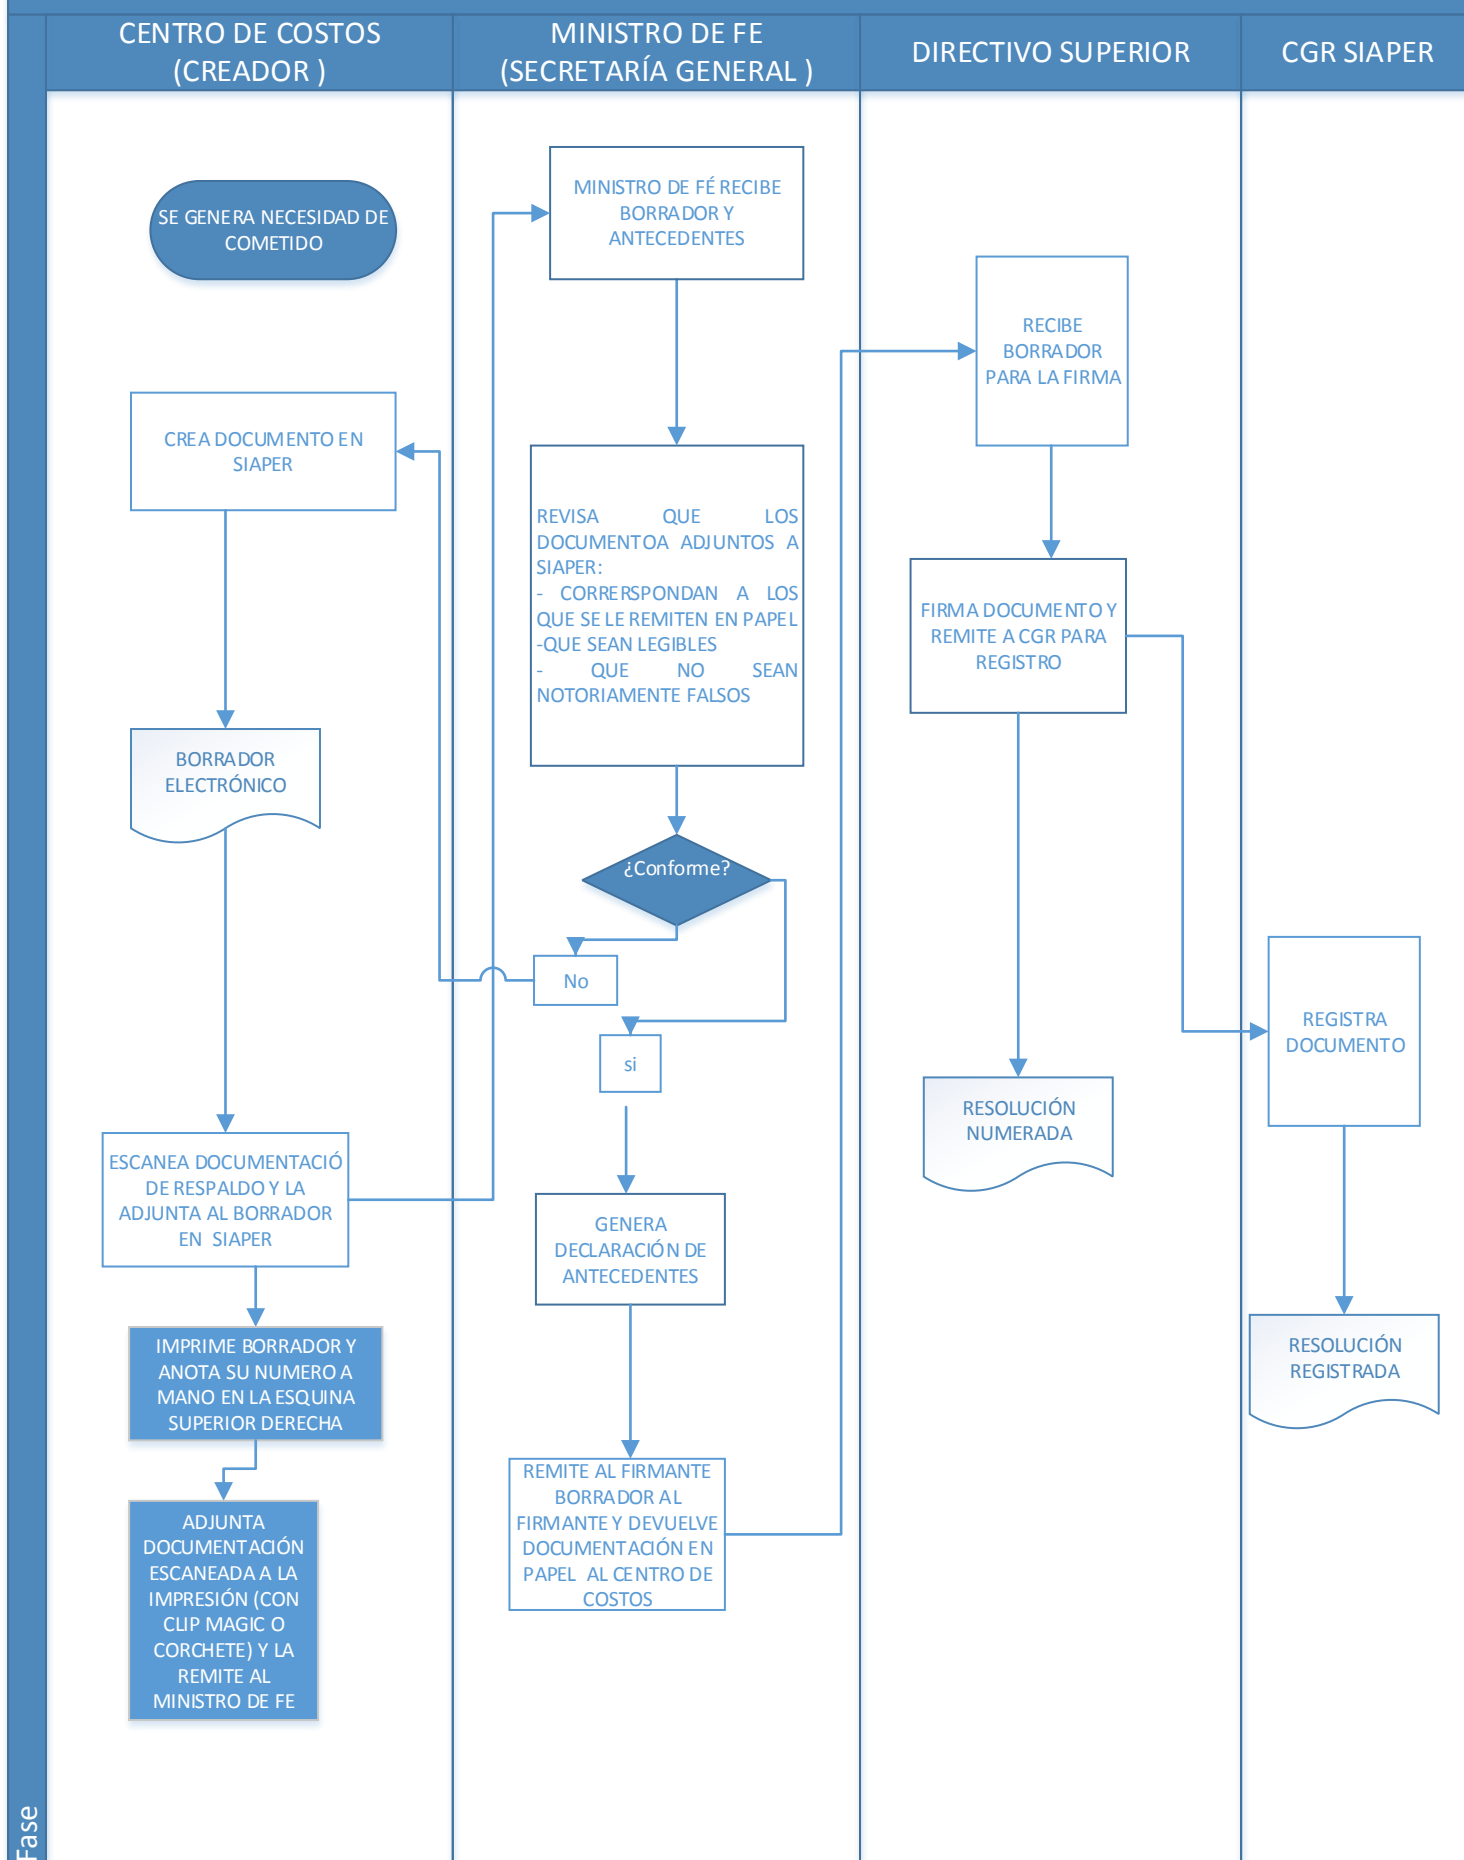 CENTRO DE COSTOS
(CREADOR )
MINISTRO DE FE
(SECRETARÍA GENERAL )
DIRECTIVO SUPERIOR
CGR SIAPER
SE GENERA NECESIDAD DE
COMETIDO
CREA DOCUMENTO EN
SIAPER
BORRADOR
ELECTRÓNICO
ESCANEA DOCUMENTACIÓ
DE RESPALDO Y LA
ADJUNTA AL BORRADOR
EN SIAPER
IMPRIME BORRADOR Y
ANOTA SU NUMERO A
MANO EN LA ESQUINA
SUPERIOR DERECHA
ADJUNTA
DOCUMENTACIÓN
ESCANEADA A LA
IMPRESIÓN (CON
CLIP MAGIC O
CORCHETE) Y LA
REMITE AL
MINISTRO DE FE
MINISTRO DE FÉ RECIBE
BORRADOR Y
ANTECEDENTES
REVISA QUE LOS
DOCUMENTOA ADJUNTOS A
SIAPER:
- CORRERSPONDAN A LOS
QUE SE LE REMITEN EN PAPEL
-QUE SEAN LEGIBLES
- QUE NO SEAN
NOTORIAMENTE FALSOS
¿Conforme?
No
si
GENERA
DECLARACIÓN DE
ANTECEDENTES
REMITE AL FIRMANTE
BORRADOR AL
FIRMANTE Y DEVUELVE
DOCUMENTACIÓN EN
PAPEL AL CENTRO DE
COSTOS
RECIBE
BORRADOR
PARA LA FIRMA
FIRMA DOCUMENTO Y
REMITE A CGR PARA
REGISTRO
RESOLUCIÓN
NUMERADA
REGISTRA
DOCUMENTO
RESOLUCIÓN
REGISTRADA
Fase